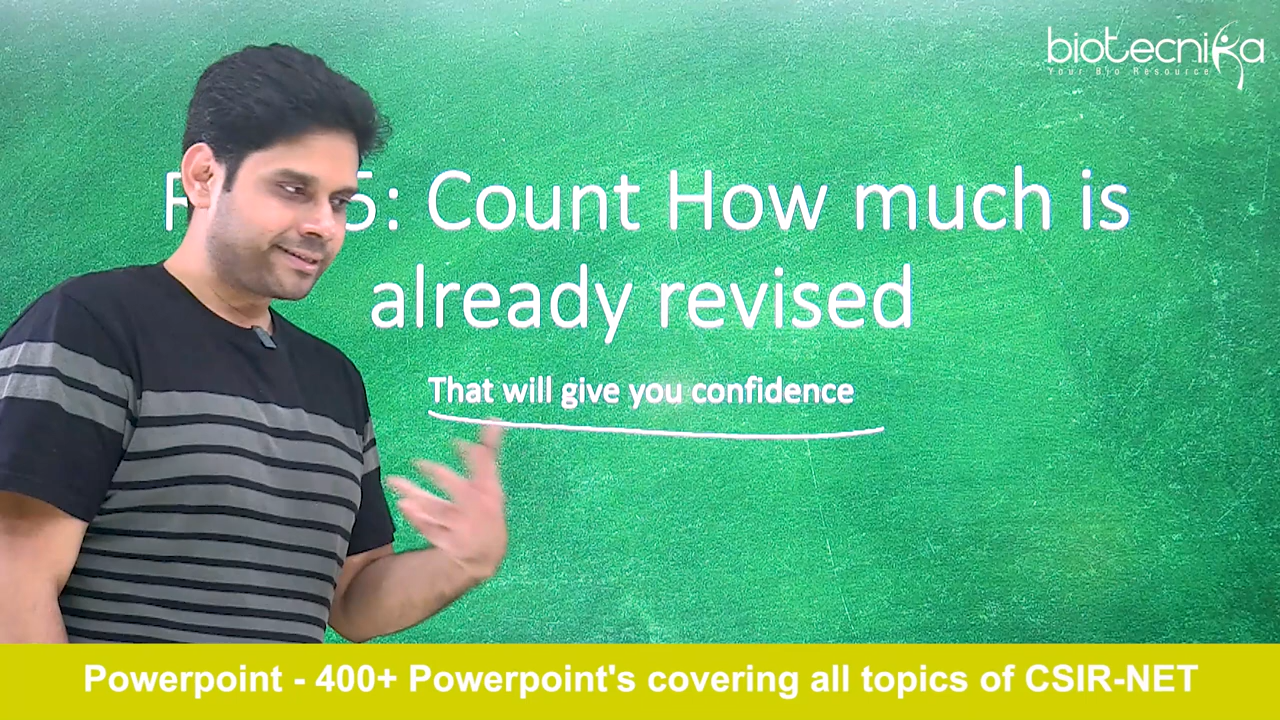 biotecnika
Your Bio Resource
5: Count How much is
already revised
That will give you confidence
Powerpoint - 400+ Powerpoint's covering all topics of CSIR-NET